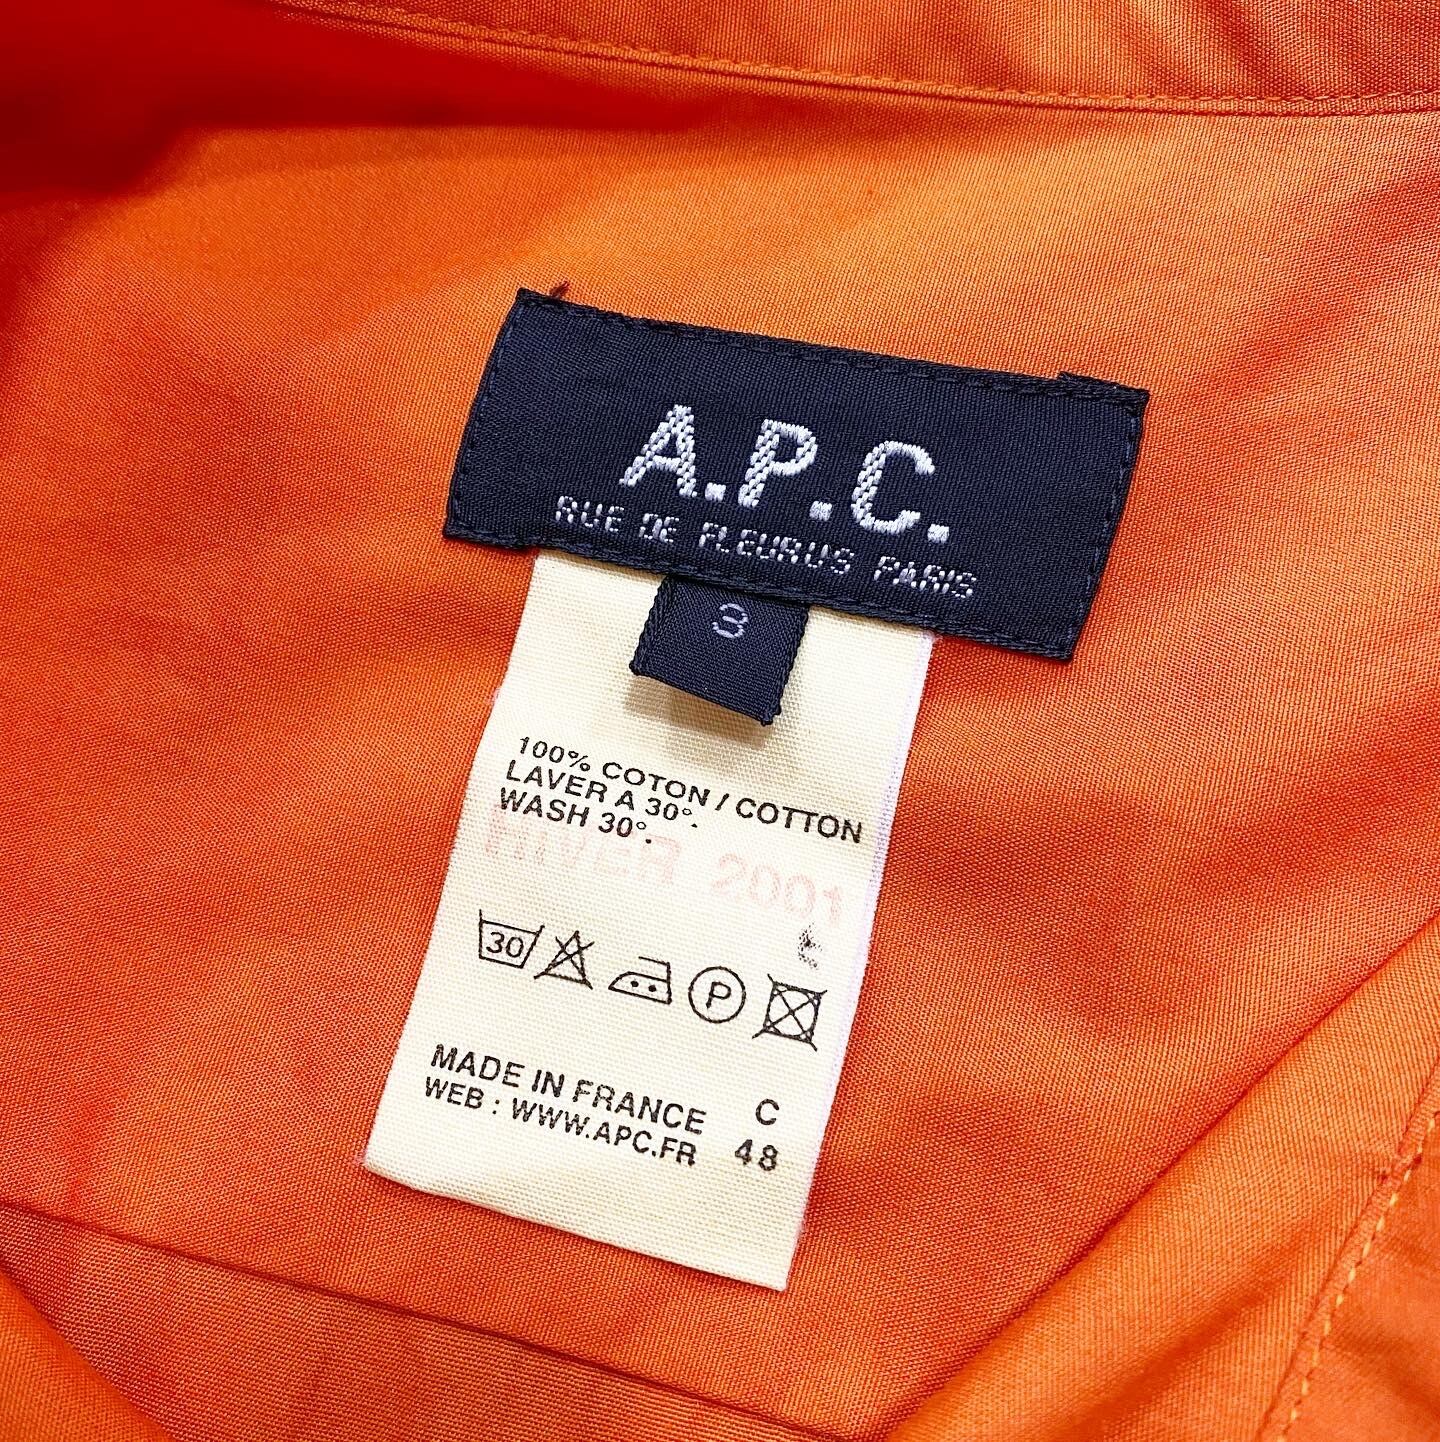 A.P.C.
RUE DE FLEURUS PARIS
3
100% COTON / COTTON
LAVER A 30°.
WASH 30°.
HIVER 2001
30
P
MADE IN FRANCE C
WEB : WWW.APC.FR 48